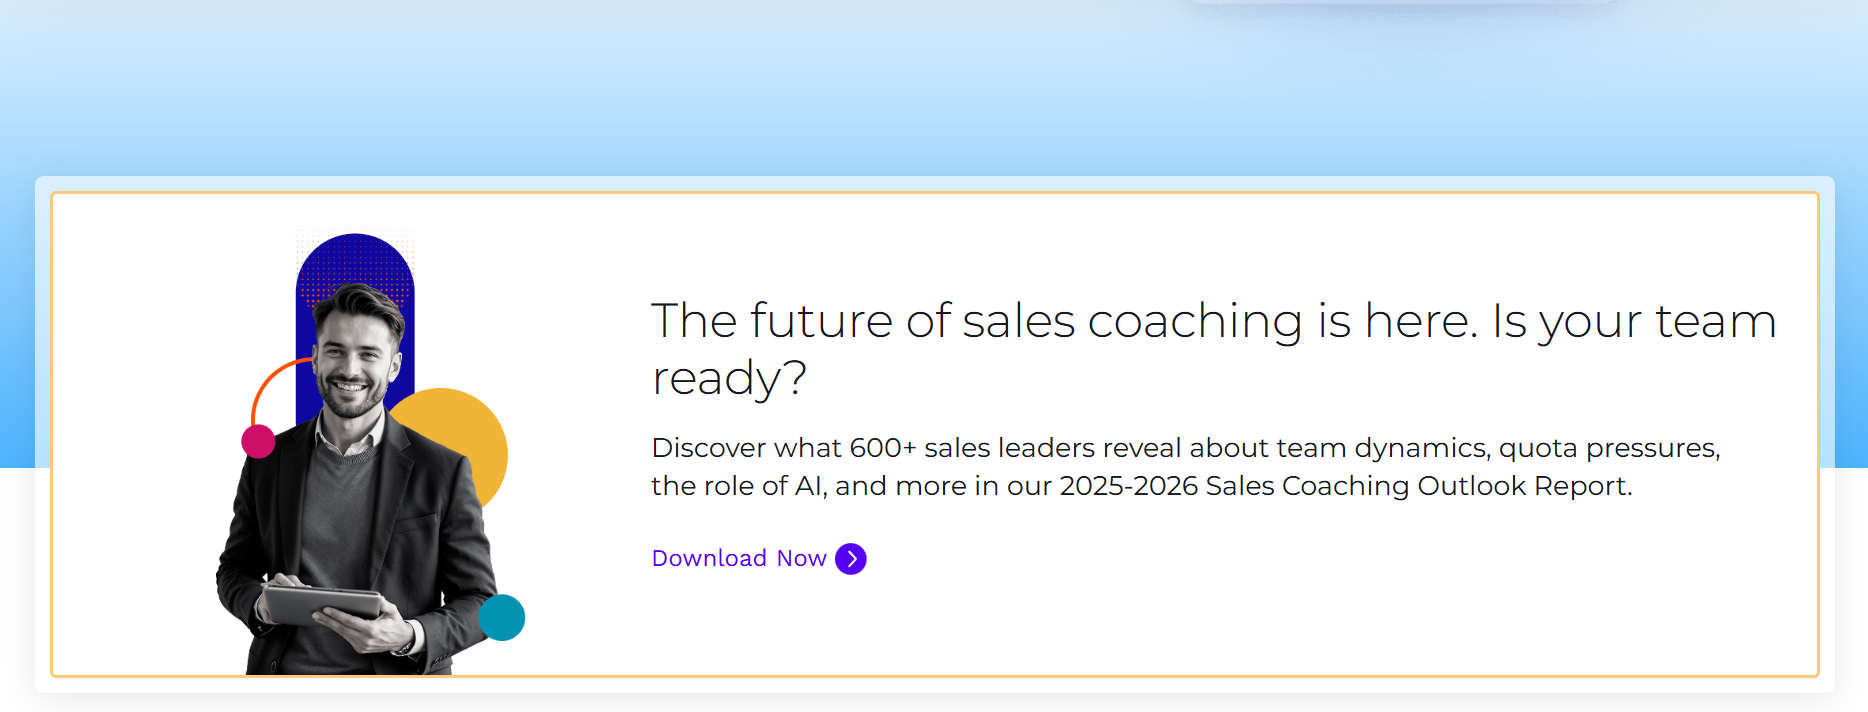 The future of sales coaching is here. Is your team
ready?
Discover what 600+ sales leaders reveal about team dynamics, quota pressures,
the role of AI, and more in our 2025-2026 Sales Coaching Outlook Report.
Download Now